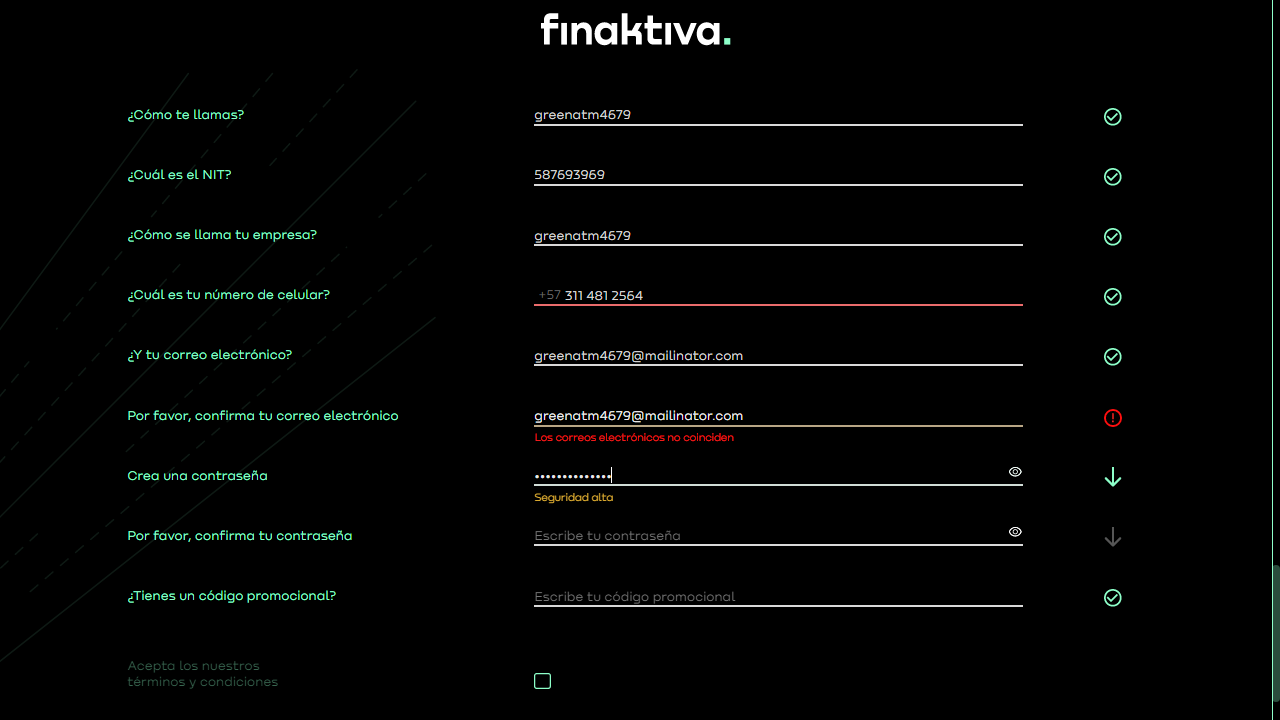 finaktiva.
¿Cómo te llamas?
greenatm4679
¿Cuál es el NIT?
587693969
¿Cómo se llama tu empresa?
greenatm4679
¿Cuál es tu número de celular?
+57 311 481 2564
¿Y tu correo electrónico?
greenatm4679@mailinator.com
Por favor, confirma tu correo electrónico
greenatm4679@mailinator.com
Los correos electrónicos no coinciden
Crea una contraseña
••••••••••••••
Seguridad alta
Por favor, confirma tu contraseña
Escribe tu contraseña
¿Tienes un código promocional?
Escribe tu código promocional
Acepta los nuestros
términos y condiciones